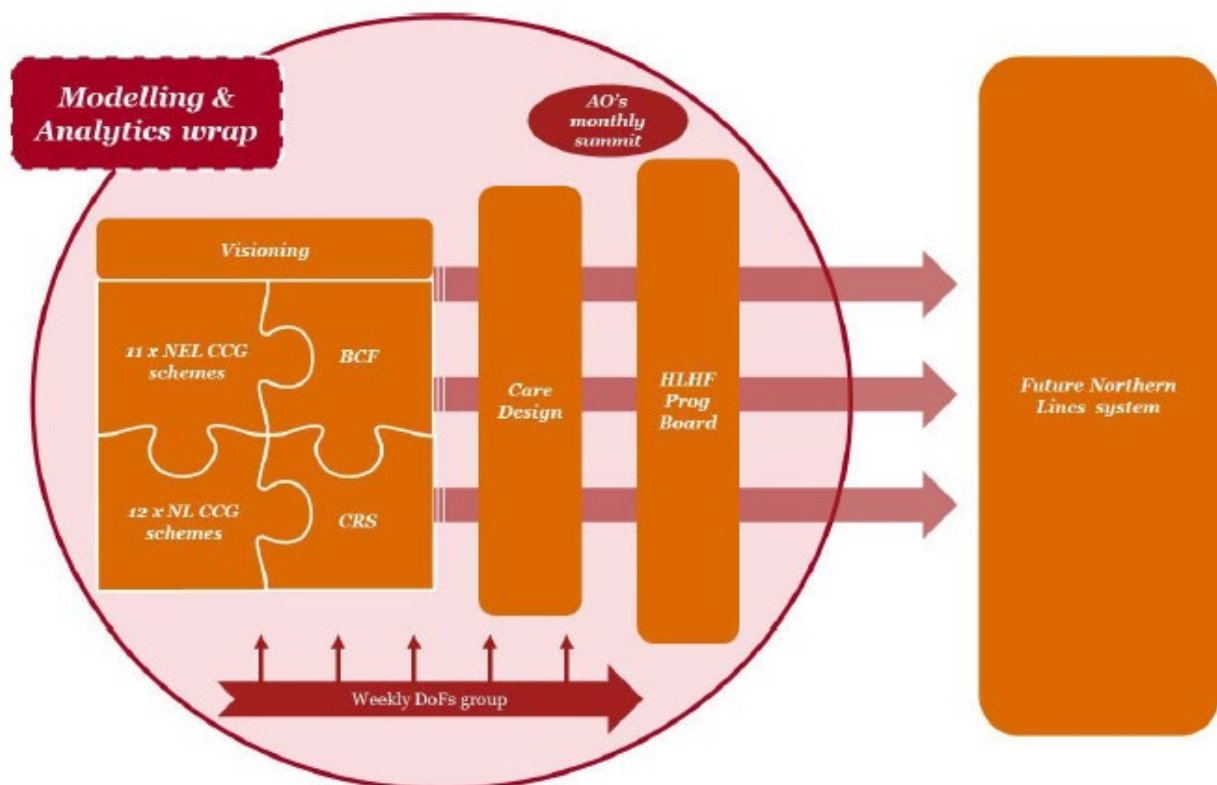 Modelling &
Analytics wrap
AO's
monthly
summit
Visioning
11 x NEL CCG
schemes
BCF
12 x NL CCG
schemes
CRS
Care
Design
HLHF
Prog
Board
Future Northern
Lincs system
Weekly DoFs group